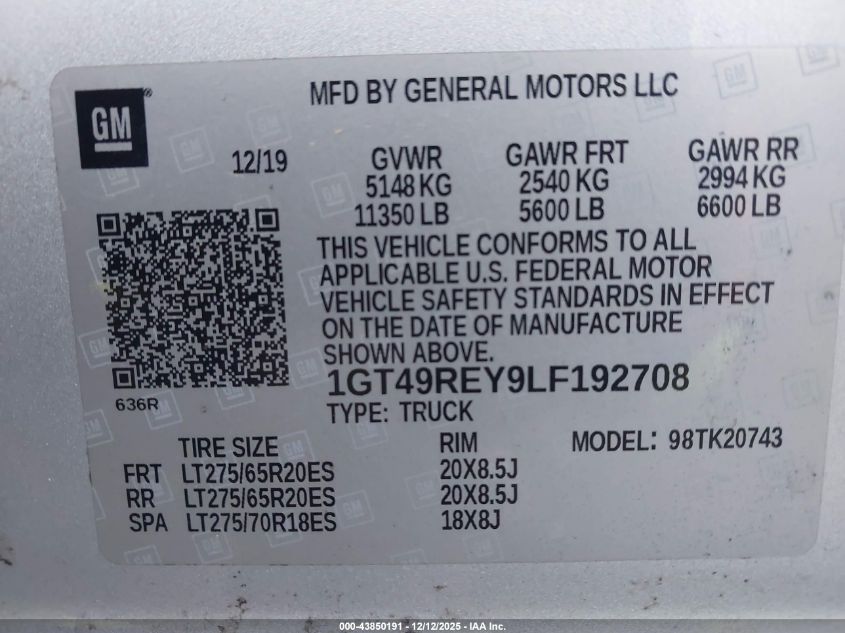 GM®
MFD BY GENERAL MOTORS LLC
12/19 GVWR GAWR FRT GAWR RR
5148 KG 2540 KG 2994 KG
11350 LB 5600 LB 6600 LB
THIS VEHICLE CONFORMS TO ALL
APPLICABLE U.S. FEDERAL MOTOR
VEHICLE SAFETY STANDARDS IN EFFECT
ON THE DATE OF MANUFACTURE
SHOWN ABOVE.
1GT49REY9LF192708
636R
TYPE: TRUCK
TIRE SIZE RIM MODEL: 98TK20743
FRT LT275/65R20ES 20X8.5J
RR LT275/65R20ES 20X8.5J
SPA LT275/70R18ES 18X8J
000-43850191 - 12/12/2025 - IAA Inc.